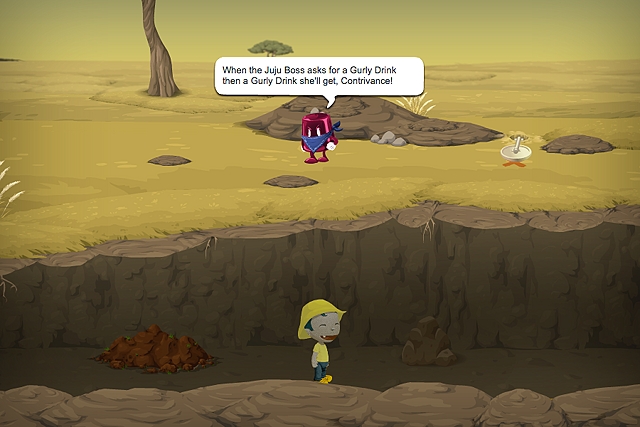 When the Juju Boss asks for a Gurly Drink
then a Gurly Drink she'll get, Contrivance!